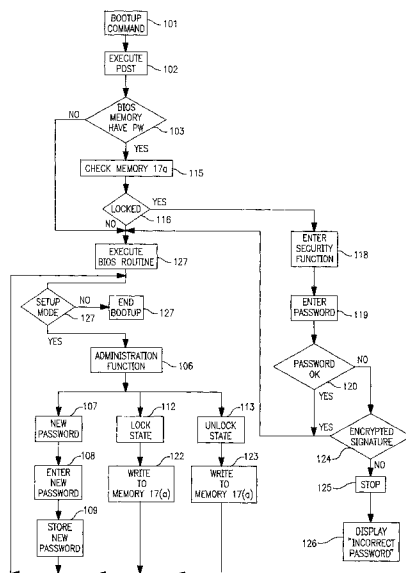 BOOTUP
COMMAND
101
EXECUTE
POST
102
NO
BIOS
MEMORY
HAVE PW
103
YES
CHECK MEMORY 17a
115
LOCKED
YES
116
NO
EXECUTE
BIOS ROUTINE
127
ENTER
SECURITY
FUNCTION
118
SETUP
MODE
NO
END
BOOTUP
127
127
YES
ENTER
PASSWORD
119
ADMINISTRATION
FUNCTION
106
PASSWORD
OK
NO
120
YES
107
112
113
NEW
PASSWORD
LOCK
STATE
UNLOCK
STATE
YES
ENCRYPTED
SIGNATURE
124
NO
108
122
123
ENTER
NEW
PASSWORD
WRITE
TO
MEMORY 17(a)
WRITE
TO
MEMORY 17(a)
125
STOP
109
STORE
NEW
PASSWORD
126
DISPLAY
"INCORRECT
PASSWORD"